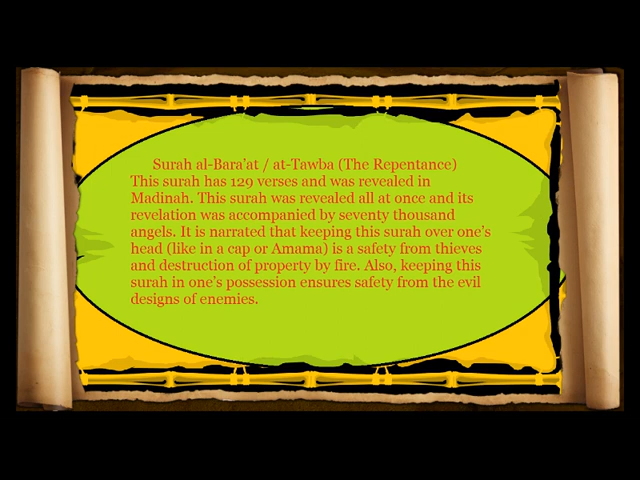 Surah al-Bara’at / at-Tawba (The Repentance)
This surah has 129 verses and was revealed in
Madinah. This surah was revealed all at once and its
revelation was accompanied by seventy thousand
angels. It is narrated that keeping this surah over one’s
head (like in a cap or Amama) is a safety from thieves
and destruction of property by fire. Also, keeping this
surah in one’s possession ensures safety from the evil
designs of enemies.